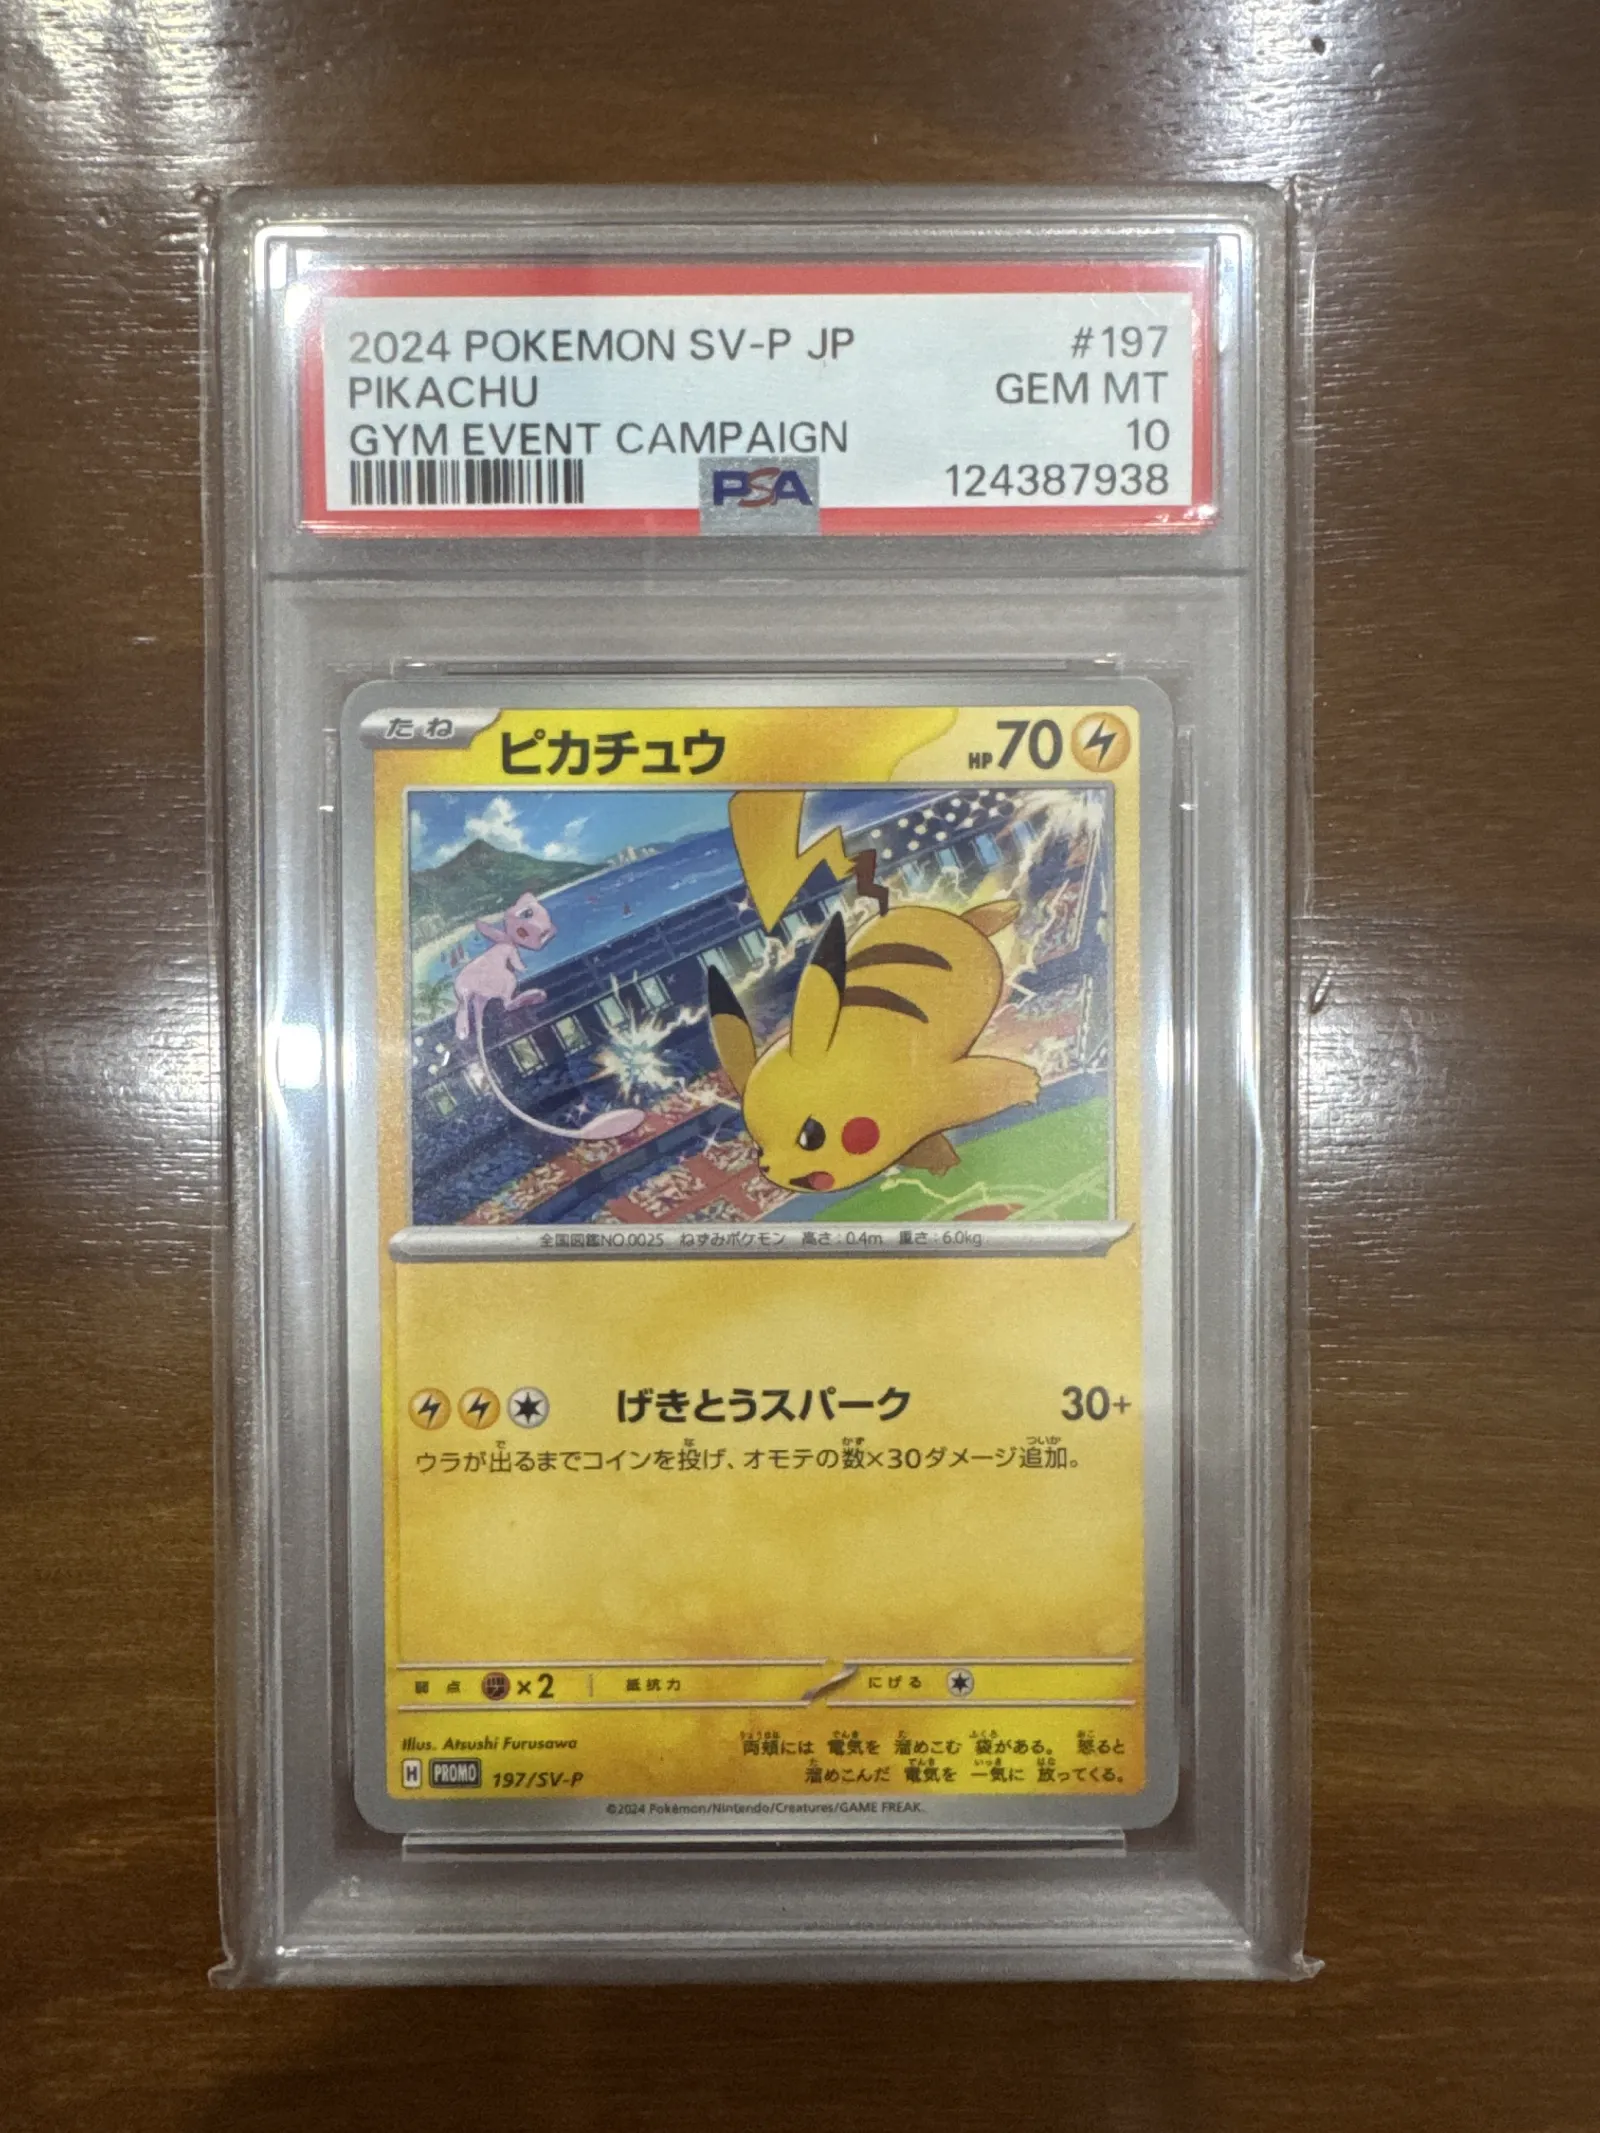 2024 POKEMON SV-P JP #197
PIKACHU GEM MT
GYM EVENT CAMPAIGN 10
PSA 124387938
たね ピカチュウ HP70
全国図鑑NO.0025 ねずみポケモン 高さ:0.4m 重さ:6.0kg
げきとうスパーク 30+
ウラが出るまでコインを投げ、オモテの数×30ダメージ追加。
弱点 ×2 抵抗力 にげる
Illus. Atsushi Furusawa
両頬には 電気を 溜めこむ 袋がある。 怒ると
溜めこんだ 電気を 一気に 放ってくる。
H PROMO 197/SV-P
©2024 Pokémon/Nintendo/Creatures/GAME FREAK.